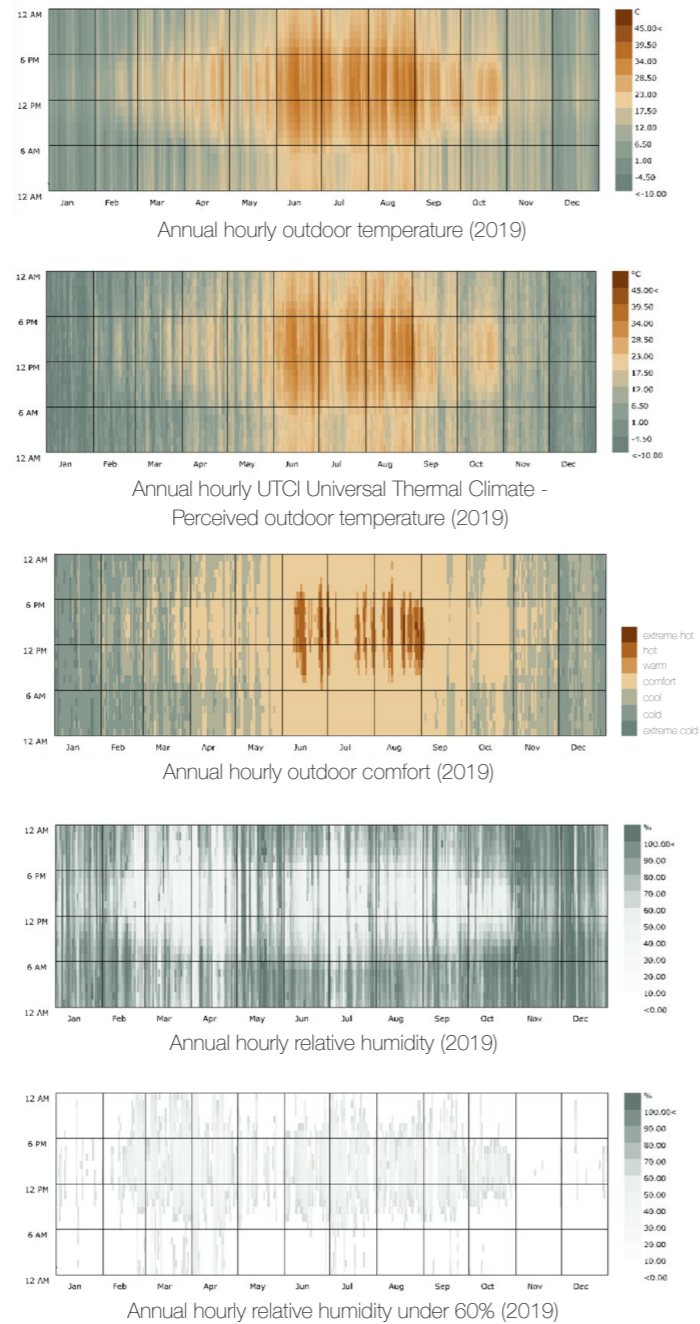 12 AM
6 PM
12 PM
6 AM
12 AM
Jan Feb Mar Apr May Jun Jul Aug Sep Oct Nov Dec
C
45.00<
39.50
34.00
28.50
23.00
17.50
12.00
6.50
1.00
-4.50
<-10.00
Annual hourly outdoor temperature (2019)
12 AM
6 PM
12 PM
6 AM
12 AM
Jan Feb Mar Apr May Jun Jul Aug Sep Oct Nov Dec
°C
45.00<
39.50
34.00
28.50
23.00
17.50
12.00
6.50
1.00
-4.50
<-10.00
Annual hourly UTCI Universal Thermal Climate -
Perceived outdoor temperature (2019)
12 AM
6 PM
12 PM
6 AM
12 AM
Jan Feb Mar Apr May Jun Jul Aug Sep Oct Nov Dec
extreme hot
hot
warm
comfort
cool
cold
extreme cold
Annual hourly outdoor comfort (2019)
12 AM
6 PM
12 PM
6 AM
12 AM
Jan Feb Mar Apr May Jun Jul Aug Sep Oct Nov Dec
%
100.00<
90.00
80.00
70.00
60.00
50.00
40.00
30.00
20.00
10.00
<0.00
Annual hourly relative humidity (2019)
12 AM
6 PM
12 PM
6 AM
12 AM
Jan Feb Mar Apr May Jun Jul Aug Sep Oct Nov Dec
%
100.00<
90.00
80.00
70.00
60.00
50.00
40.00
30.00
20.00
10.00
<0.00
Annual hourly relative humidity under 60% (2019)